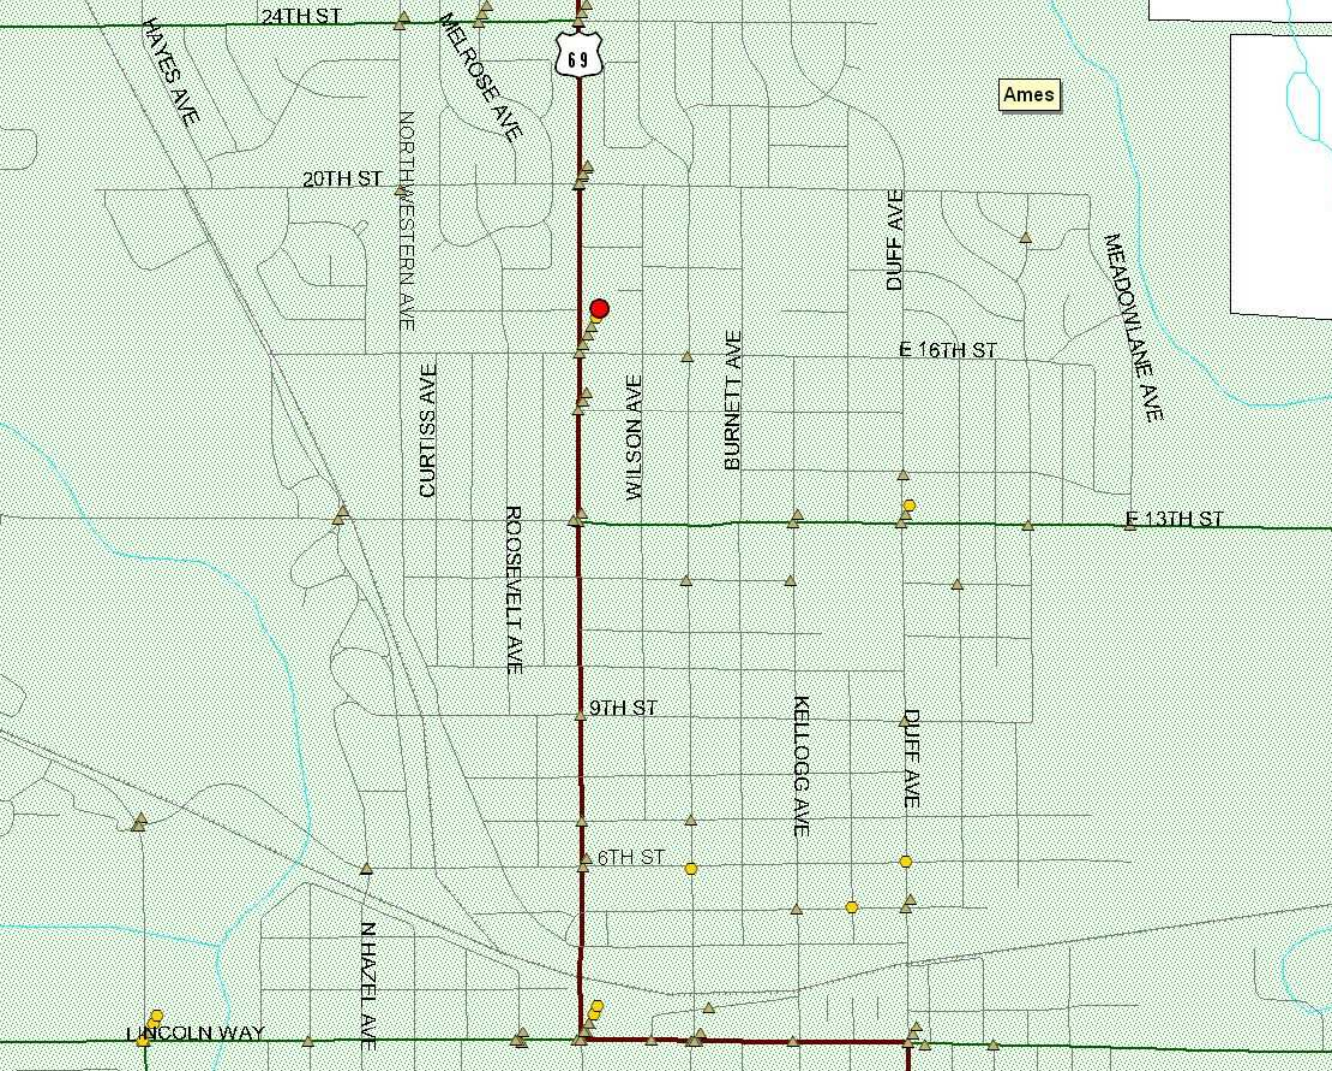 24TH ST
HAYES AVE
MELROSE AVE
69
Ames
NORTHWESTERN AVE
20TH ST
DUFF AVE
MEADOWLANE AVE
E 16TH ST
CURTISS AVE
WILSON AVE
BURNETT AVE
ROOSEVELT AVE
E 13TH ST
9TH ST
KELLOGG AVE
DUFF AVE
6TH ST
N HAZEL AVE
LINCOLN WAY